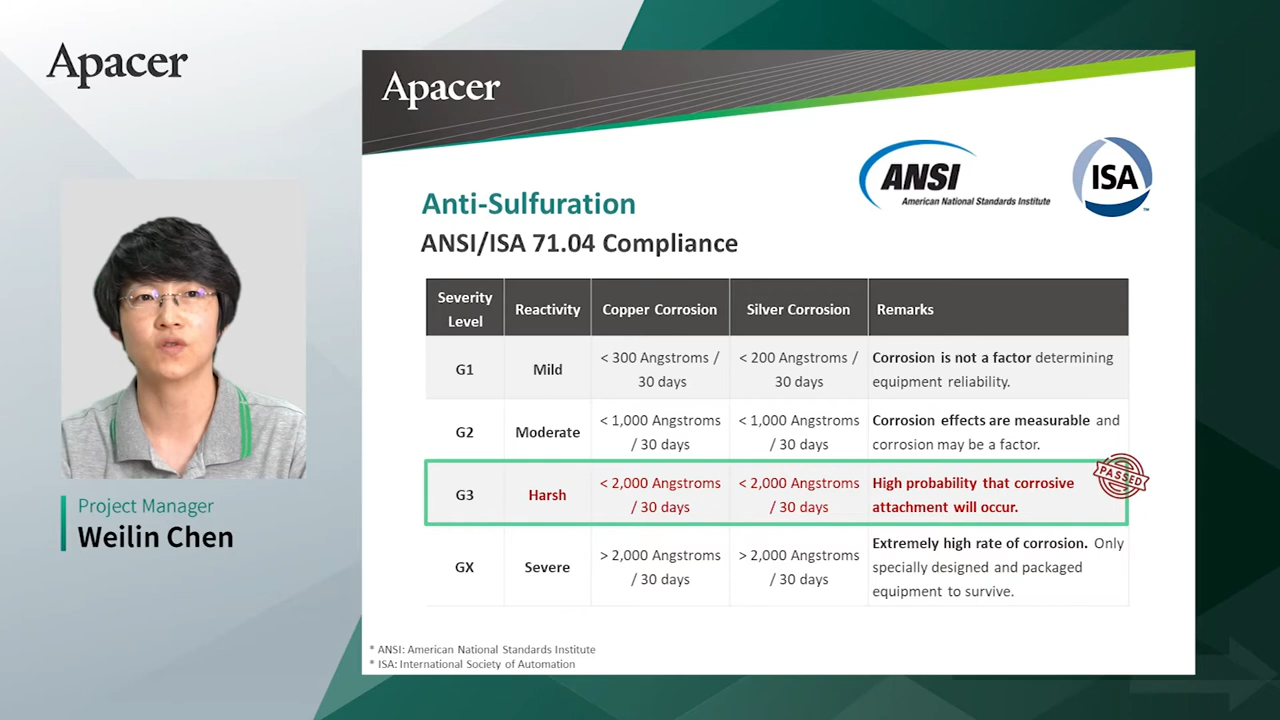 Apacer
Apacer
ANSI
American National Standards Institute
ISA
TM
Anti-Sulfuration
ANSI/ISA 71.04 Compliance
Severity Level
Reactivity
Copper Corrosion
Silver Corrosion
Remarks
G1
Mild
< 300 Angstroms /
30 days
< 200 Angstroms /
30 days
Corrosion is not a factor determining
equipment reliability.
G2
Moderate
< 1,000 Angstroms
/ 30 days
< 1,000 Angstroms
/ 30 days
Corrosion effects are measurable and
corrosion may be a factor.
G3
Harsh
< 2,000 Angstroms
/ 30 days
< 2,000 Angstroms
/ 30 days
High probability that corrosive
attachment will occur.
PASSED
GX
Severe
> 2,000 Angstroms
/ 30 days
> 2,000 Angstroms
/ 30 days
Extremely high rate of corrosion. Only
specially designed and packaged
equipment to survive.
* ANSI: American National Standards Institute
* ISA: International Society of Automation
Project Manager
Weilin Chen